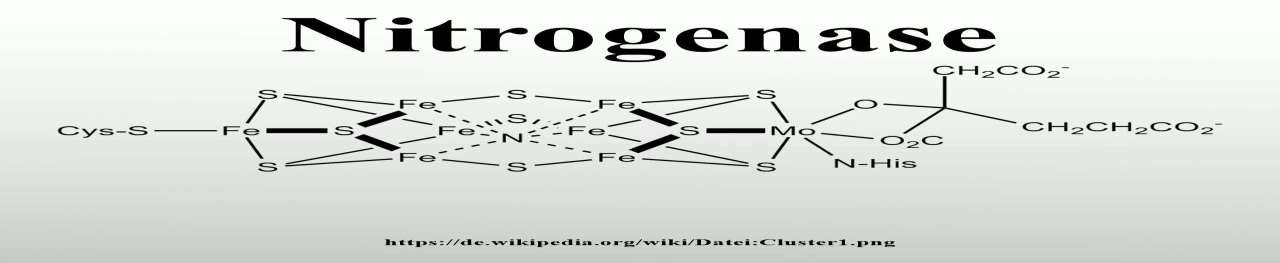 Nitrogenase
CH₂CO₂⁻
S Fe S Fe S O
Cys-S Fe S Fe S N Fe S Mo CH₂CH₂CO₂⁻
O₂C
S Fe S Fe S N-His
https://de.wikipedia.org/wiki/Datei:Cluster1.png